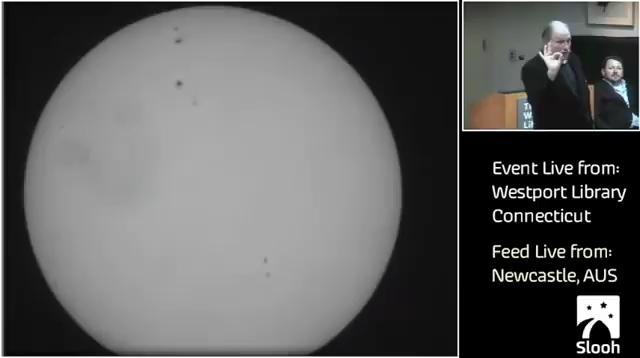 Event Live from:
Westport Library
Connecticut
Feed Live from:
Newcastle, AUS
Slooh